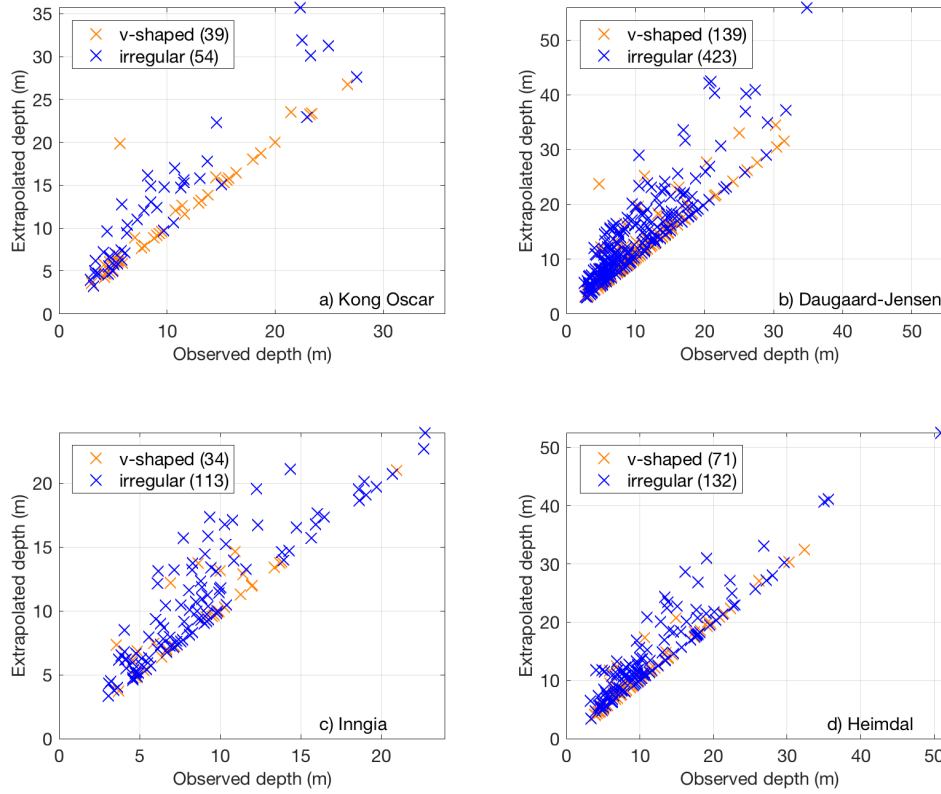 35
30
25
20
15
10
5
0
Extrapolated depth (m)
v-shaped (39)
irregular (54)
a) Kong Oscar
0 10 20 30
Observed depth (m)
50
40
30
20
10
0
Extrapolated depth (m)
v-shaped (139)
irregular (423)
b) Daugaard-Jensen
0 10 20 30 40 50
Observed depth (m)
20
15
10
5
0
Extrapolated depth (m)
v-shaped (34)
irregular (113)
c) Inngia
0 5 10 15 20
Observed depth (m)
50
40
30
20
10
0
Extrapolated depth (m)
v-shaped (71)
irregular (132)
d) Heimdal
0 10 20 30 40 50
Observed depth (m)